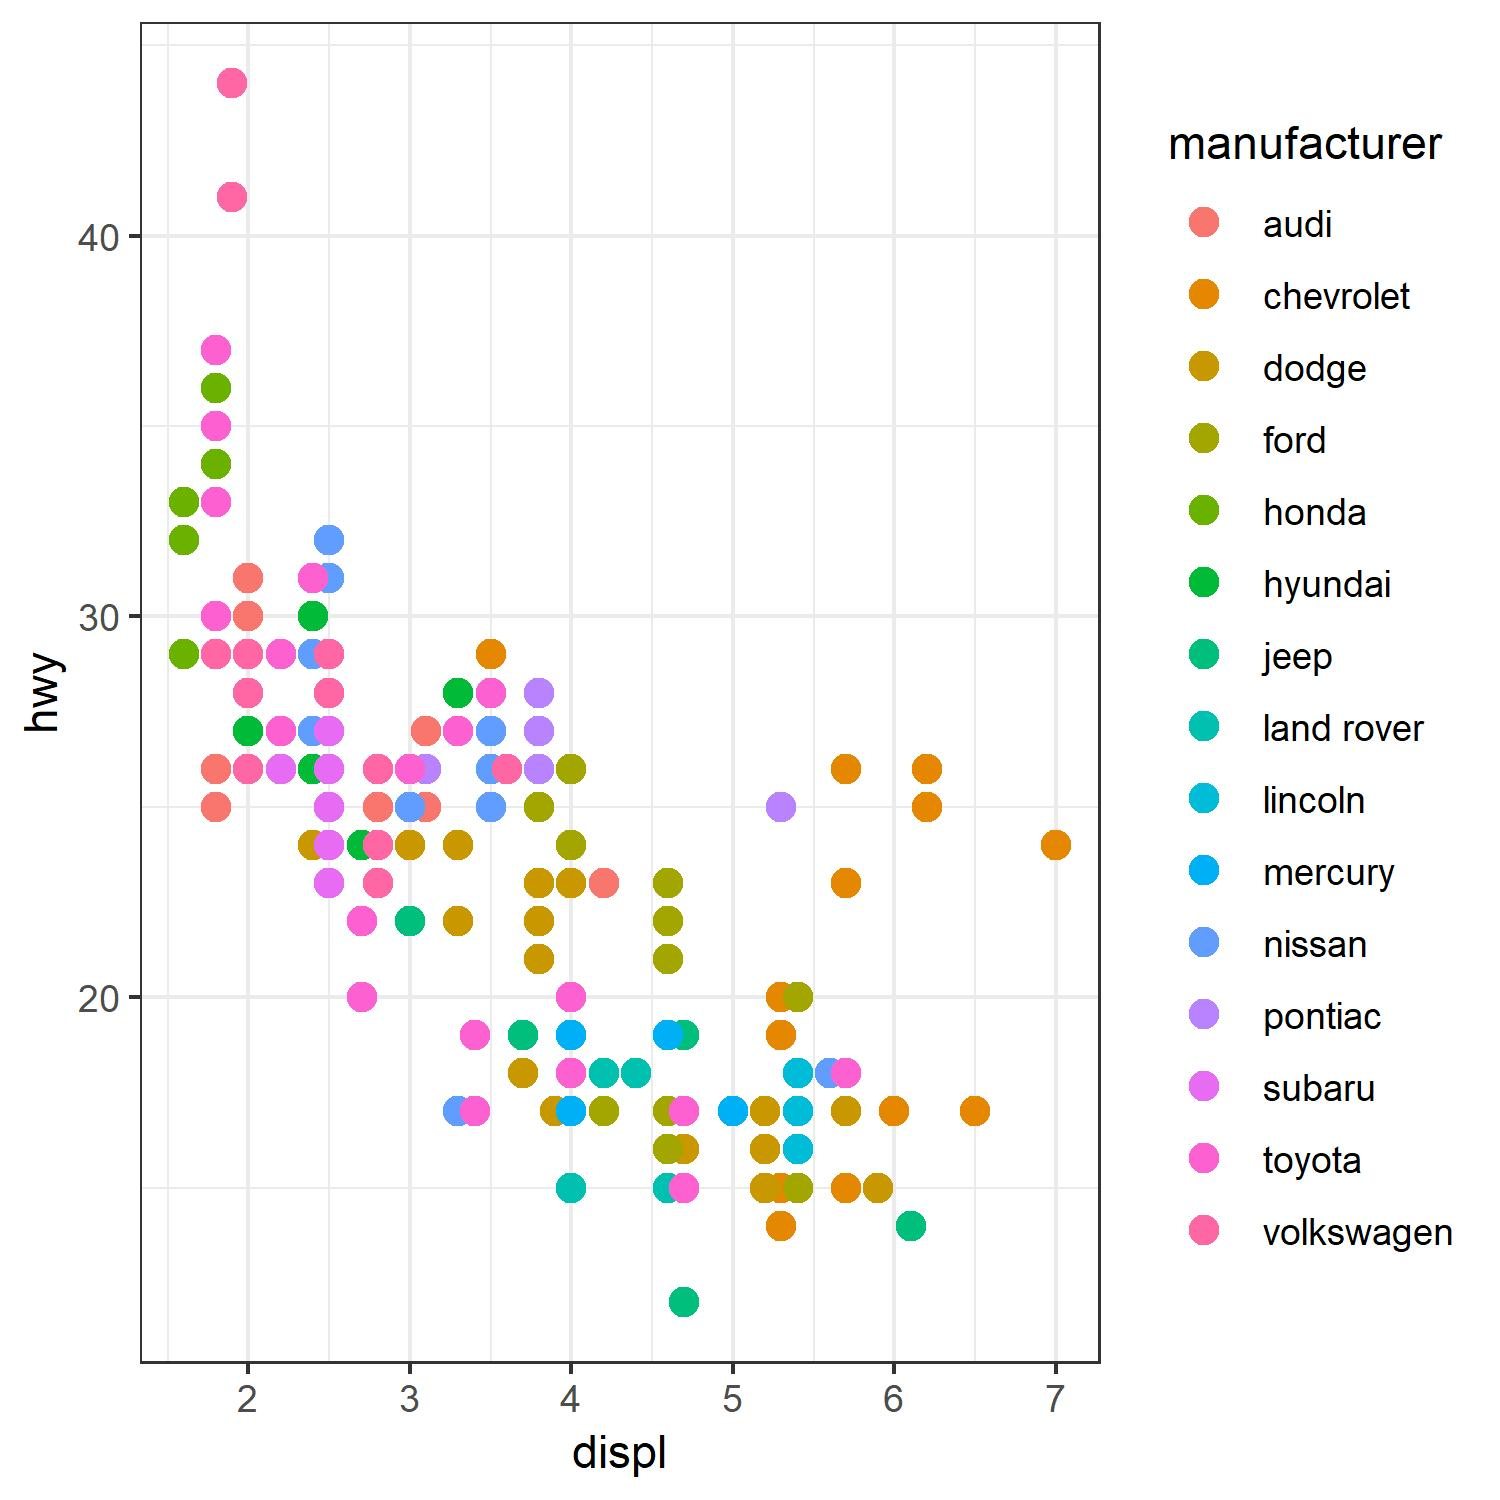 40
30
20
hwy
2 3 4 5 6 7
displ
manufacturer
audi
chevrolet
dodge
ford
honda
hyundai
jeep
land rover
lincoln
mercury
nissan
pontiac
subaru
toyota
volkswagen